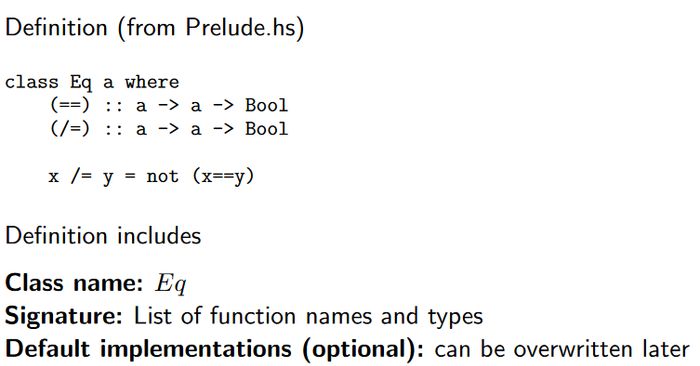 Definition (from Prelude.hs)
class Eq a where
    (==) :: a -> a -> Bool
    (/=) :: a -> a -> Bool
    x /= y = not (x==y)
Definition includes
Class name: Eq
Signature: List of function names and types
Default implementations (optional): can be overwritten later